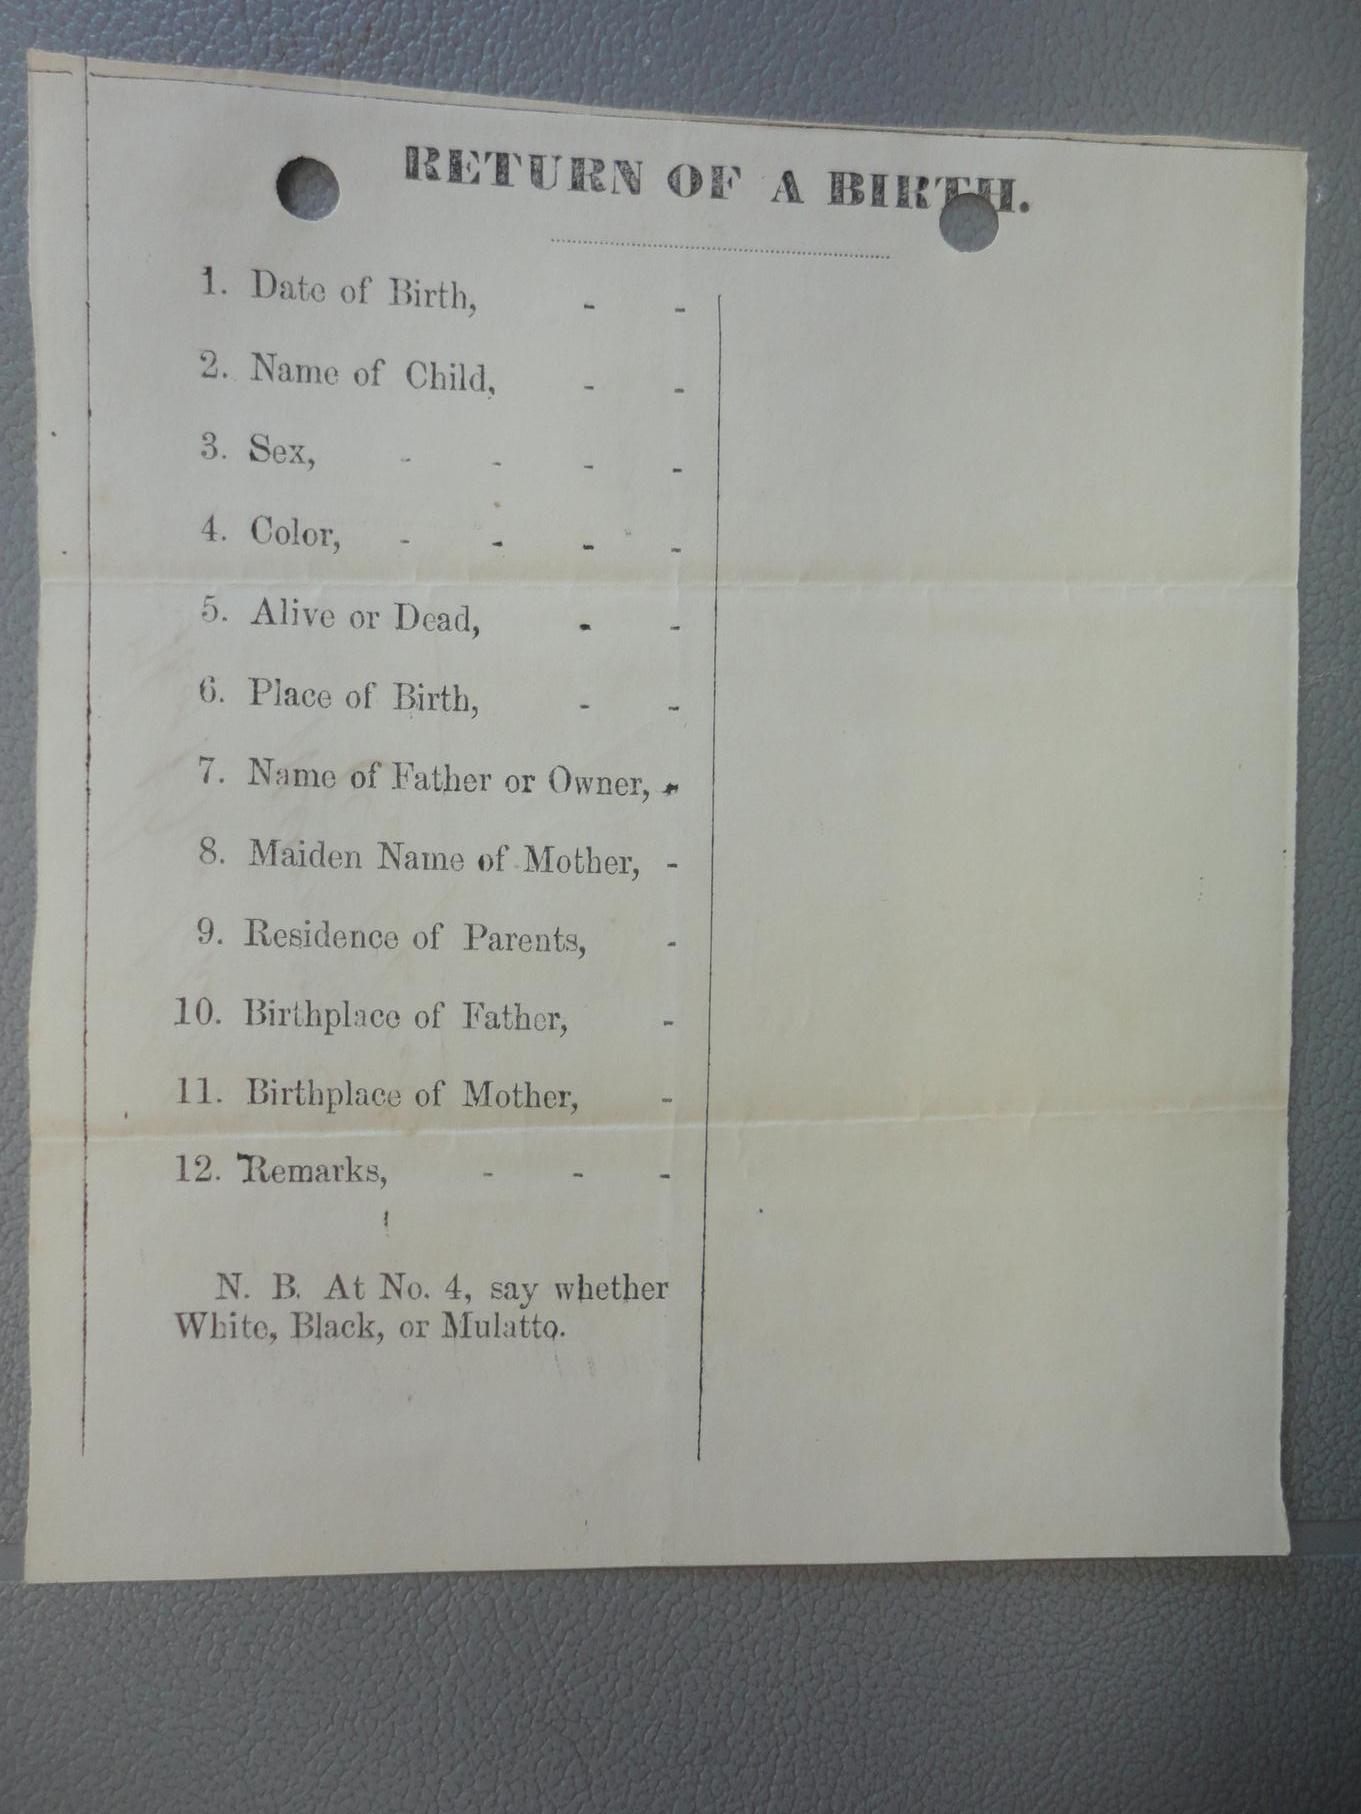 RETURN OF A BIRTH.
1. Date of Birth, - -
2. Name of Child, - -
3. Sex, - - - -
4. Color, - - - -
5. Alive or Dead, - -
6. Place of Birth, - -
7. Name of Father or Owner, -
8. Maiden Name of Mother, -
9. Residence of Parents, -
10. Birthplace of Father, -
11. Birthplace of Mother, -
12. Remarks, - - -
N. B. At No. 4, say whether
White, Black, or Mulatto.